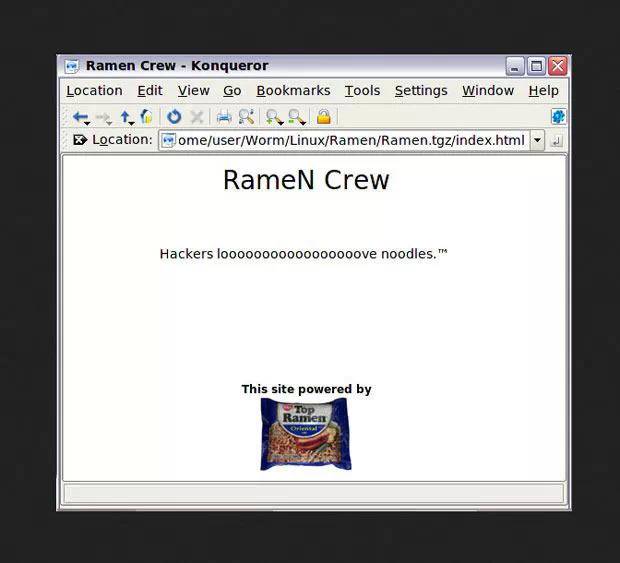 Ramen Crew - Konqueror
Location Edit View Go Bookmarks Tools Settings Window Help
Location: ome/user/Worm/Linux/Ramen/Ramen.tgz/index.html
RameN Crew
Hackers looooooooooooooooove noodles.™
This site powered by
Top
Ramen
Oriental